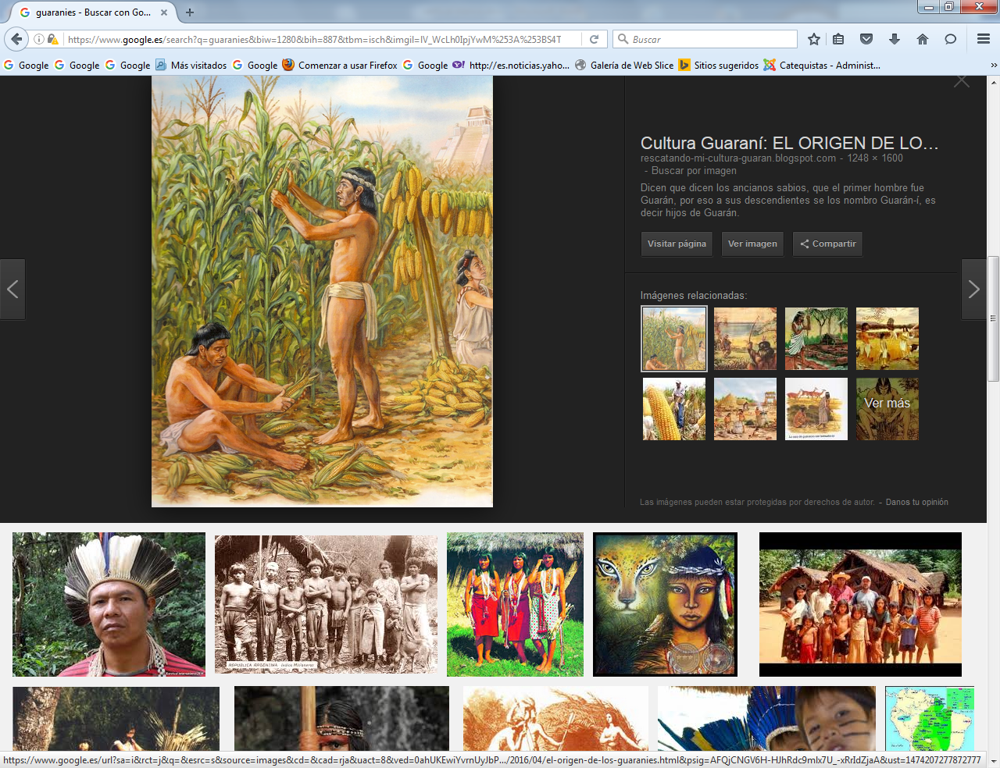 guaranies - Buscar con Go...
https://www.google.es/search?q=guaranies&biw=1280&bih=887&tbm=isch&imgil=IV_WcLh0IpjYwM%253A%253BS4T
Buscar
Google
Google
Google
Más visitados
Google
Comenzar a usar Firefox
Google
http://es.noticias.yaho...
Galería de Web Slice
Sitios sugeridos
Catequistas - Administ...
Cultura Guaraní: EL ORIGEN DE LO...
rescatando-mi-cultura-guaran.blogspot.com - 1248 × 1600
- Buscar por imagen
Dicen que dicen los ancianos sabios, que el primer hombre fue
Guarán, por eso a sus descendientes se los nombro Guarán-í, es
decir hijos de Guarán.
Visitar página
Ver imagen
Compartir
Imágenes relacionadas:
Ver más
Las imágenes pueden estar protegidas por derechos de autor. - Danos tu opinión
REPUBLICA ARGENTINA Indios Misioneros
https://www.google.es/url?sa=i&rct=j&q=&esrc=s&source=images&cd=&cad=rja&uact=8&ved=0ahUKEwiYvrnUyJbP.../2016/04/el-origen-de-los-guaranies.html&psig=AFQjCNGV6H-HJhRdc9mlx7U_-xRrIdZjaA&ust=1474207277872777